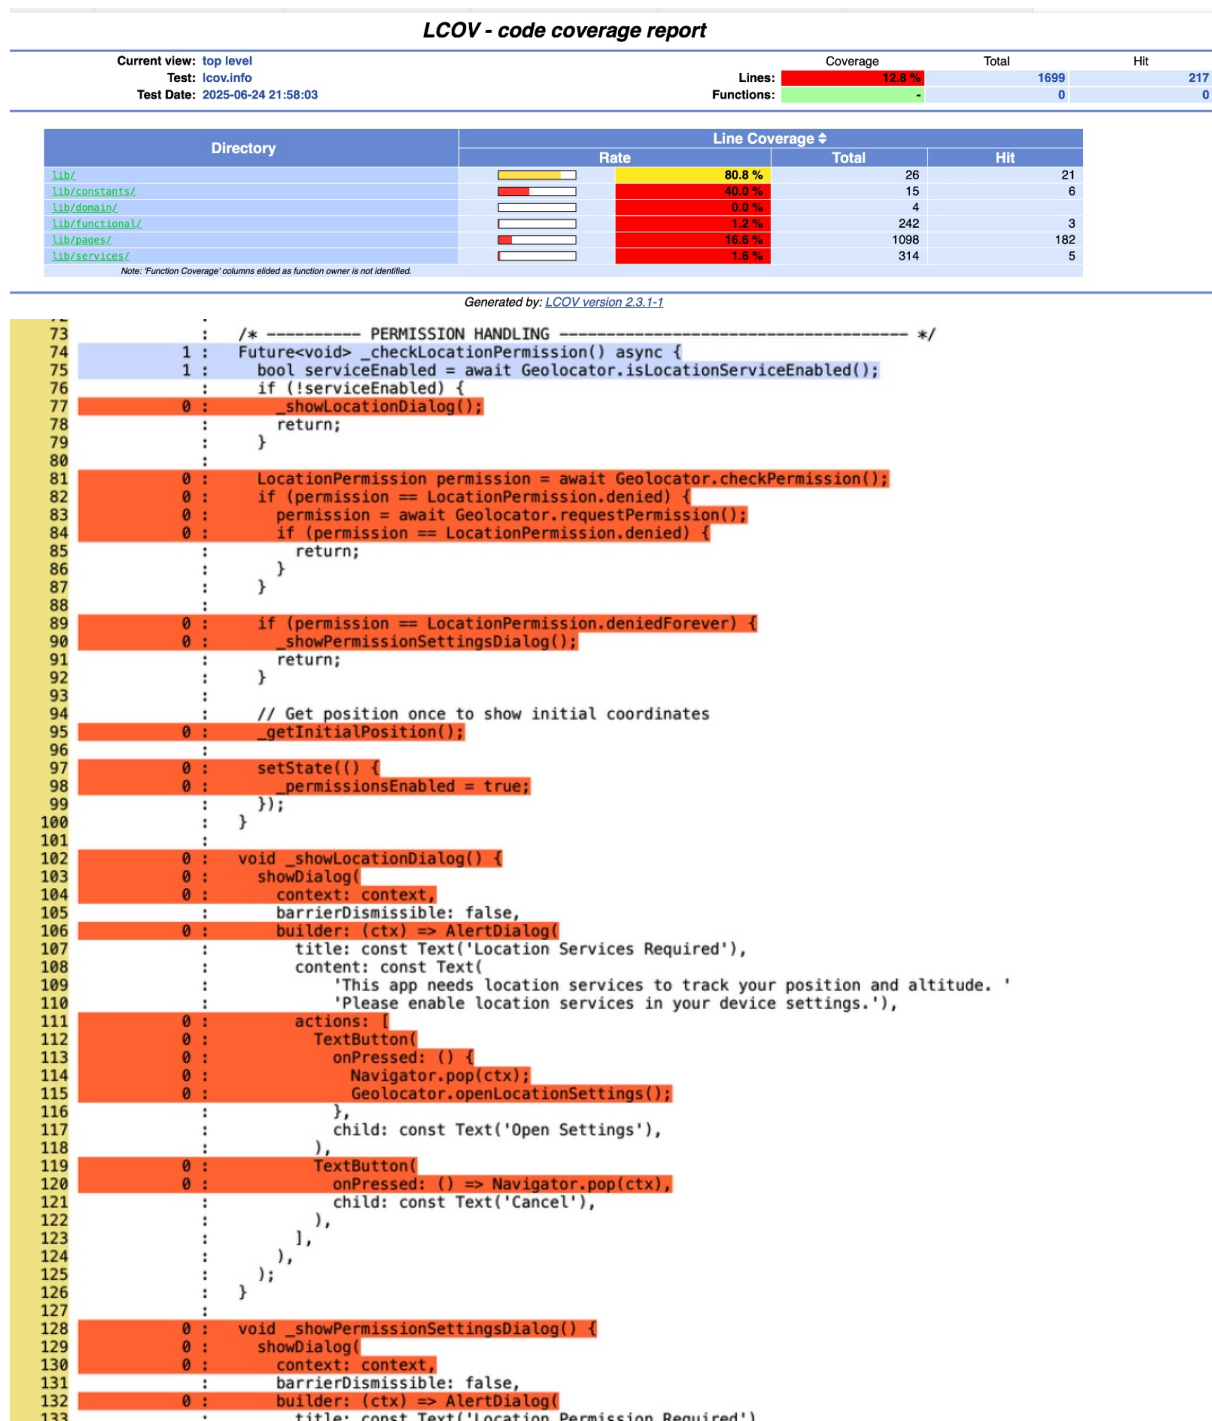 LCOV - code coverage report
Current view: top level
Coverage Total Hit
Test: lcov.info
Lines: 12.8 % 1699 217
Test Date: 2025-06-24 21:58:03
Functions: - 0 0
Directory Line Coverage
Rate Total Hit
lib/ 80.8 % 26 21
lib/constants/ 40.0 % 15 6
lib/domain/ 0.0 % 4
lib/functional/ 1.2 % 242 3
lib/pages/ 16.6 % 1098 182
lib/services/ 1.6 % 314 5
Note: 'Function Coverage' columns elided as function owner is not identified.
Generated by: LCOV version 2.3.1-1
72 :
73 : /* ---------- PERMISSION HANDLING ------------------------------------- */
74 1 : Future<void> _checkLocationPermission() async {
75 1 : bool serviceEnabled = await Geolocator.isLocationServiceEnabled();
76 : if (!serviceEnabled) {
77 0 : _showLocationDialog();
78 : return;
79 : }
80 :
81 0 : LocationPermission permission = await Geolocator.checkPermission();
82 0 : if (permission == LocationPermission.denied) {
83 0 : permission = await Geolocator.requestPermission();
84 0 : if (permission == LocationPermission.denied) {
85 : return;
86 : }
87 : }
88 :
89 0 : if (permission == LocationPermission.deniedForever) {
90 0 : _showPermissionSettingsDialog();
91 : return;
92 : }
93 :
94 : // Get position once to show initial coordinates
95 0 : _getInitialPosition();
96 :
97 0 : setState(() {
98 0 : _permissionsEnabled = true;
99 : });
100 : }
101 :
102 0 : void _showLocationDialog() {
103 0 : showDialog(
104 0 : context: context,
105 : barrierDismissible: false,
106 0 : builder: (ctx) => AlertDialog(
107 : title: const Text('Location Services Required'),
108 : content: const Text(
109 : 'This app needs location services to track your position and altitude. '
110 : 'Please enable location services in your device settings.'),
111 0 : actions: [
112 0 : TextButton(
113 0 : onPressed: () {
114 0 : Navigator.pop(ctx);
115 0 : Geolocator.openLocationSettings();
116 : },
117 : child: const Text('Open Settings'),
118 : ),
119 0 : TextButton(
120 0 : onPressed: () => Navigator.pop(ctx),
121 : child: const Text('Cancel'),
122 : ),
123 : ],
124 : ),
125 : );
126 : }
127 :
128 0 : void _showPermissionSettingsDialog() {
129 0 : showDialog(
130 0 : context: context,
131 : barrierDismissible: false,
132 0 : builder: (ctx) => AlertDialog(
133 : title: const Text('Location Permission Required')